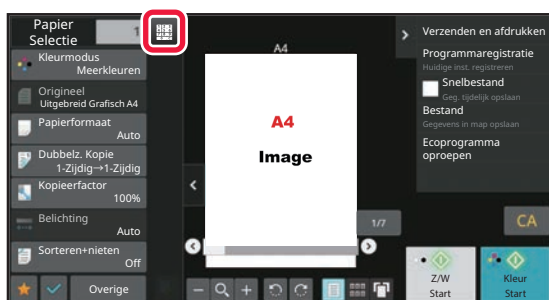 Papier
Selectie
1
Kleurmodus
Meerkleuren
Origineel
Uitgebreid Grafisch A4
Papierformaat
Auto
Dubbelz. Kopie
1-Zijdig→1-Zijdig
Kopieerfactor
100%
Belichting
Auto
Sorteren+nieten
Off
Overige
A4
A4
Image
1/7
Verzenden en afdrukken
Programmaregistratie
Huidige inst. registreren
Snelbestand
Geg. tijdelijk opslaan
Bestand
Gegevens in map opslaan
Ecoprogramma
oproepen
CA
Z/W
Start
Kleur
Start